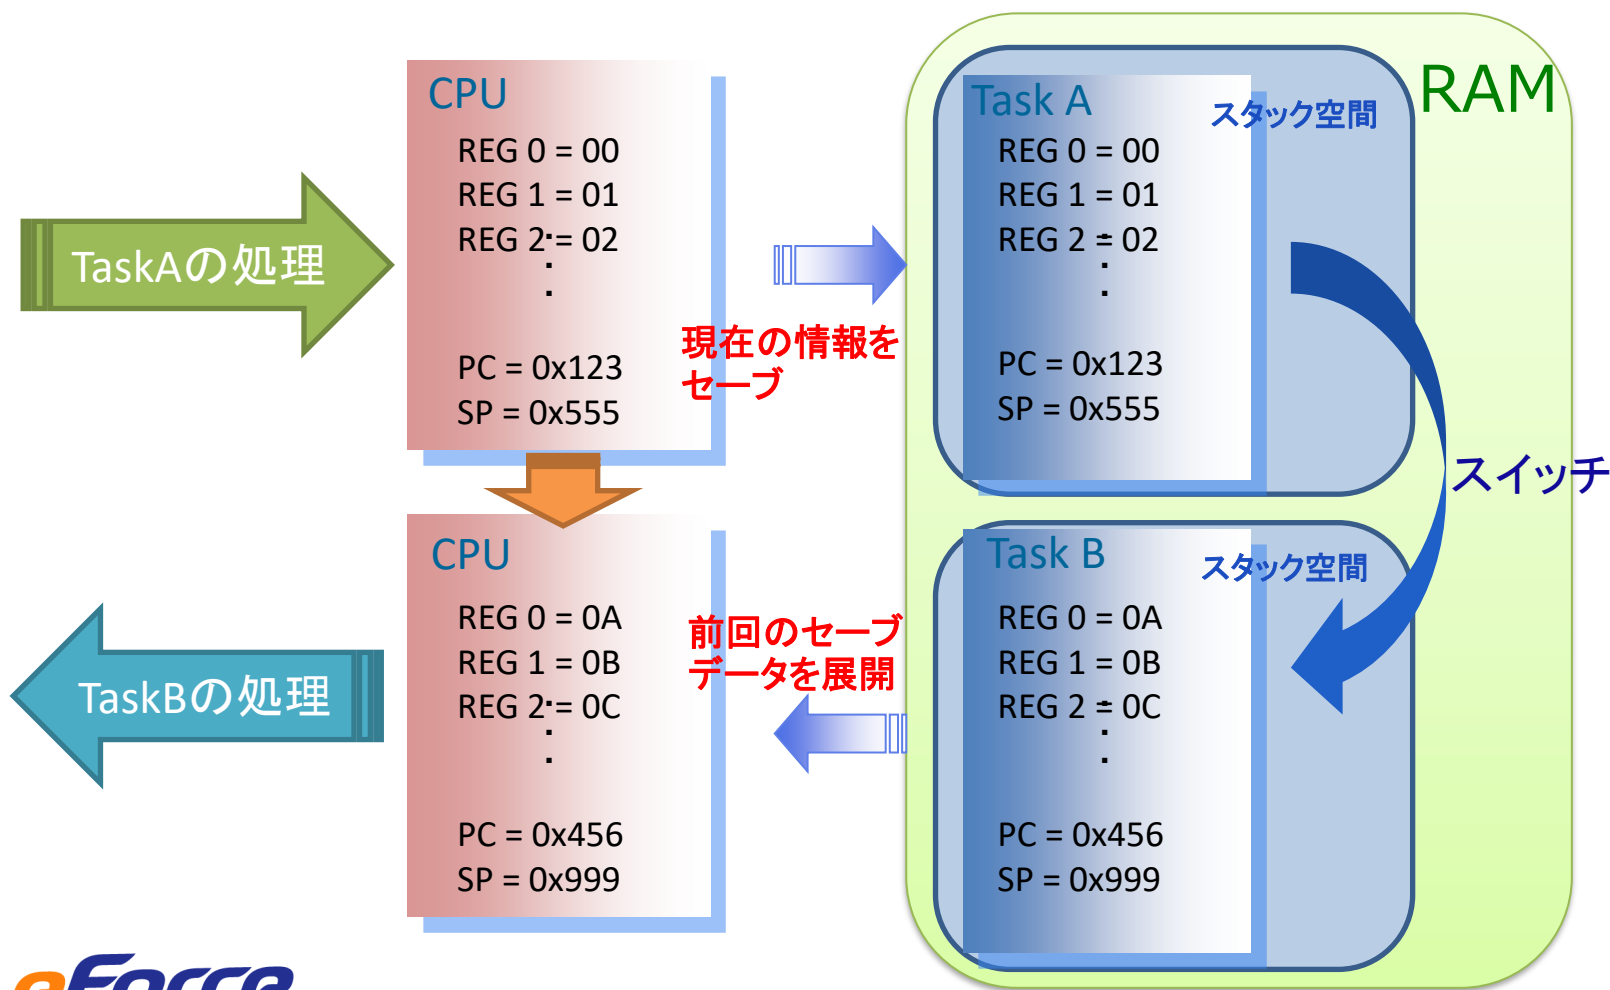 RAM
CPU
REG 0 = 00
REG 1 = 01
REG 2 = 02
.
.
.
PC = 0x123
SP = 0x555
TaskAの処理
現在の情報を
セーブ
Task A
スタック空間
REG 0 = 00
REG 1 = 01
REG 2 = 02
.
.
.
PC = 0x123
SP = 0x555
スイッチ
Task B
スタック空間
REG 0 = 0A
REG 1 = 0B
REG 2 = 0C
.
.
.
PC = 0x456
SP = 0x999
前回のセーブ
データを展開
CPU
REG 0 = 0A
REG 1 = 0B
REG 2 = 0C
.
.
.
PC = 0x456
SP = 0x999
TaskBの処理
eForce